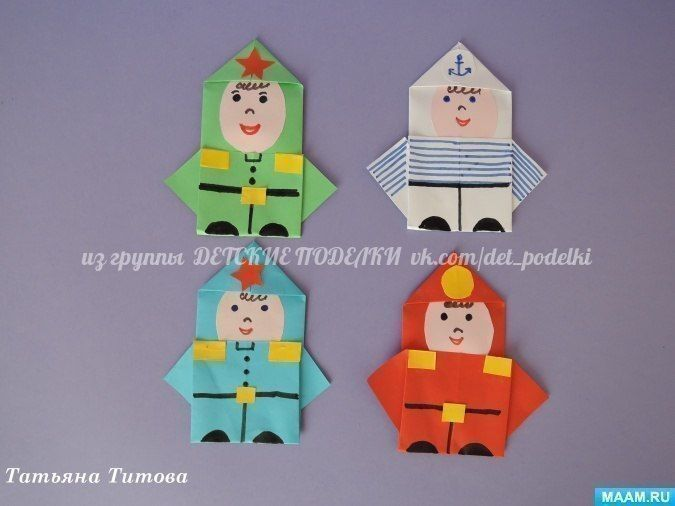 из группы ДЕТСКИЕ ПОДЕЛКИ vk.com/det_podelki
Татьяна Титова
MAAM.RU